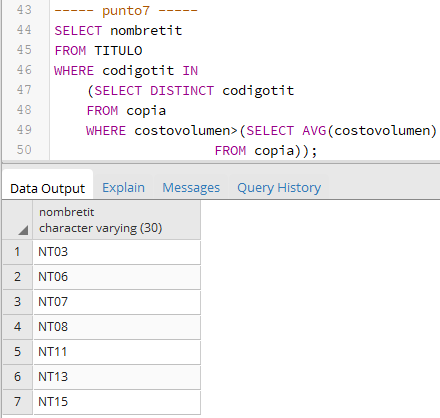 43 ----- punto7 -----
44 SELECT nombretit
45 FROM TITULO
46 WHERE codigotit IN
47 (SELECT DISTINCT codigotit
48 FROM copia
49 WHERE costovolumen>(SELECT AVG(costovolumen)
50 FROM copia));
Data Output Explain Messages Query History
nombretit
character varying (30)
1 NT03
2 NT06
3 NT07
4 NT08
5 NT11
6 NT13
7 NT15